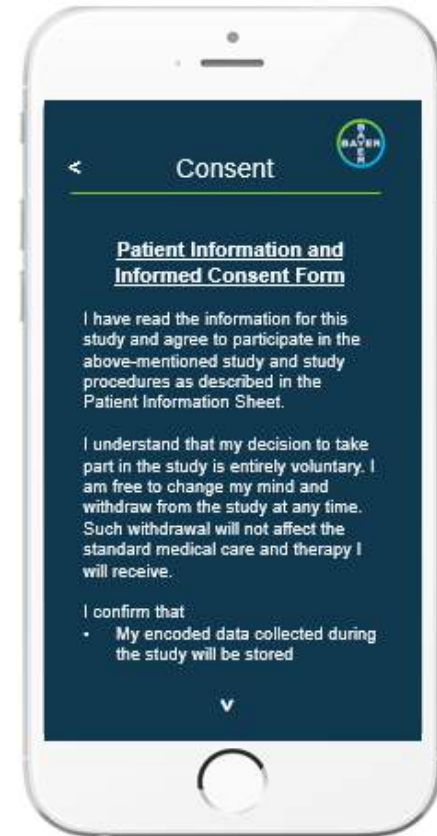 BAYER
BAYER
< Consent
Patient Information and
Informed Consent Form
I have read the information for this
study and agree to participate in the
above-mentioned study and study
procedures as described in the
Patient Information Sheet.
I understand that my decision to take
part in the study is entirely voluntary. I
am free to change my mind and
withdraw from the study at any time.
Such withdrawal will not affect the
standard medical care and therapy I
will receive.
I confirm that
• My encoded data collected during
the study will be stored
v